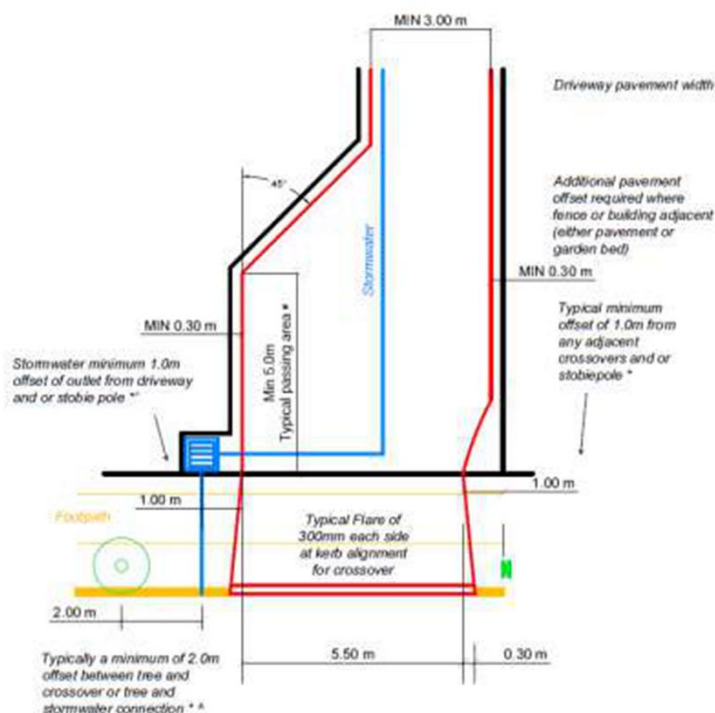 MIN 3.00 m
Driveway pavement width
45°
Additional pavement
offset required where
fence or building adjacent
(either pavement or
garden bed)
Stormwater
MIN 0.30 m
MIN 0.30 m
Typical minimum
offset of 1.0m from
any adjacent
crossovers and or
stobiepole *
Min 5.0m
Typical passing area *
Stormwater minimum 1.0m
offset of outlet from driveway
and or stobie pole *^
1.00 m
1.00 m
Footpath
Typical Flare of
300mm each side
at kerb alignment
for crossover
2.00 m
5.50 m
0.30 m
Typically a minimum of 2.0m
offset between tree and
crossover or tree and
stormwater connection * ^